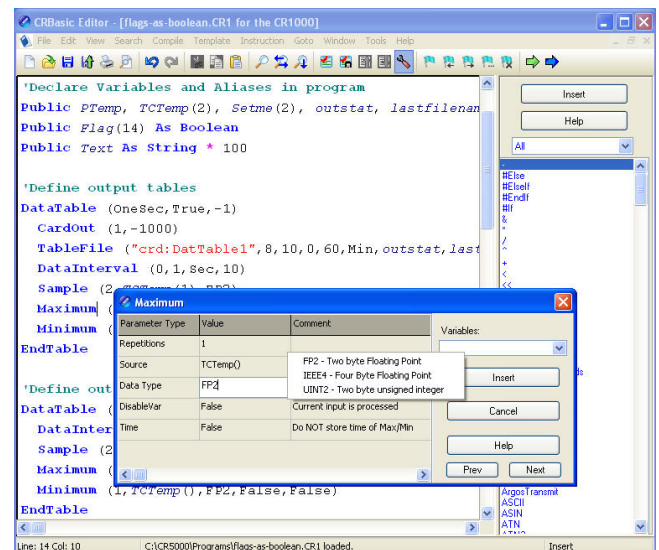 CRBasic Editor - [flags-as-boolean.CR1 for the CR1000]
File Edit View Search Compile Template Instruction Goto Window Tools Help
'Declare Variables and Aliases in program
Public PTemp, TCTemp(2), Setme(2), outstat, lastfilenam
Public Flag(14) As Boolean
Public Text As String * 100
'Define output tables
DataTable (OneSec,True,-1)
CardOut (1,-1000)
TableFile ("crd:DatTable1",8,10,0,60,Min,outstat,last
DataInterval (0,1,Sec,10)
Sample (2
Maximum (
Minimum (
EndTable
'Define out
DataTable (
DataInter
Sample (2
Maximum (
Minimum (1,TCTemp(),FP2,False,False)
EndTable
Insert
Help
All
-
#Else
#ElseIf
#EndIf
#If
&
*
/
^
+
<
<<
Maximum
Parameter Type Value Comment
Repetitions 1
Source TCTemp()
Data Type FP2
DisableVar False Current input is processed
Time False Do NOT store time of Max/Min
FP2 - Two byte Floating Point
IEEE4 - Four Byte Floating Point
UINT2 - Two byte unsigned integer
Variables:
Insert
Cancel
Help
Prev Next
ArgosTransmit
ASCII
ASIN
ATN
Line: 14 Col: 10 C:\CR5000\Programs\flags-as-boolean.CR1 loaded. Insert